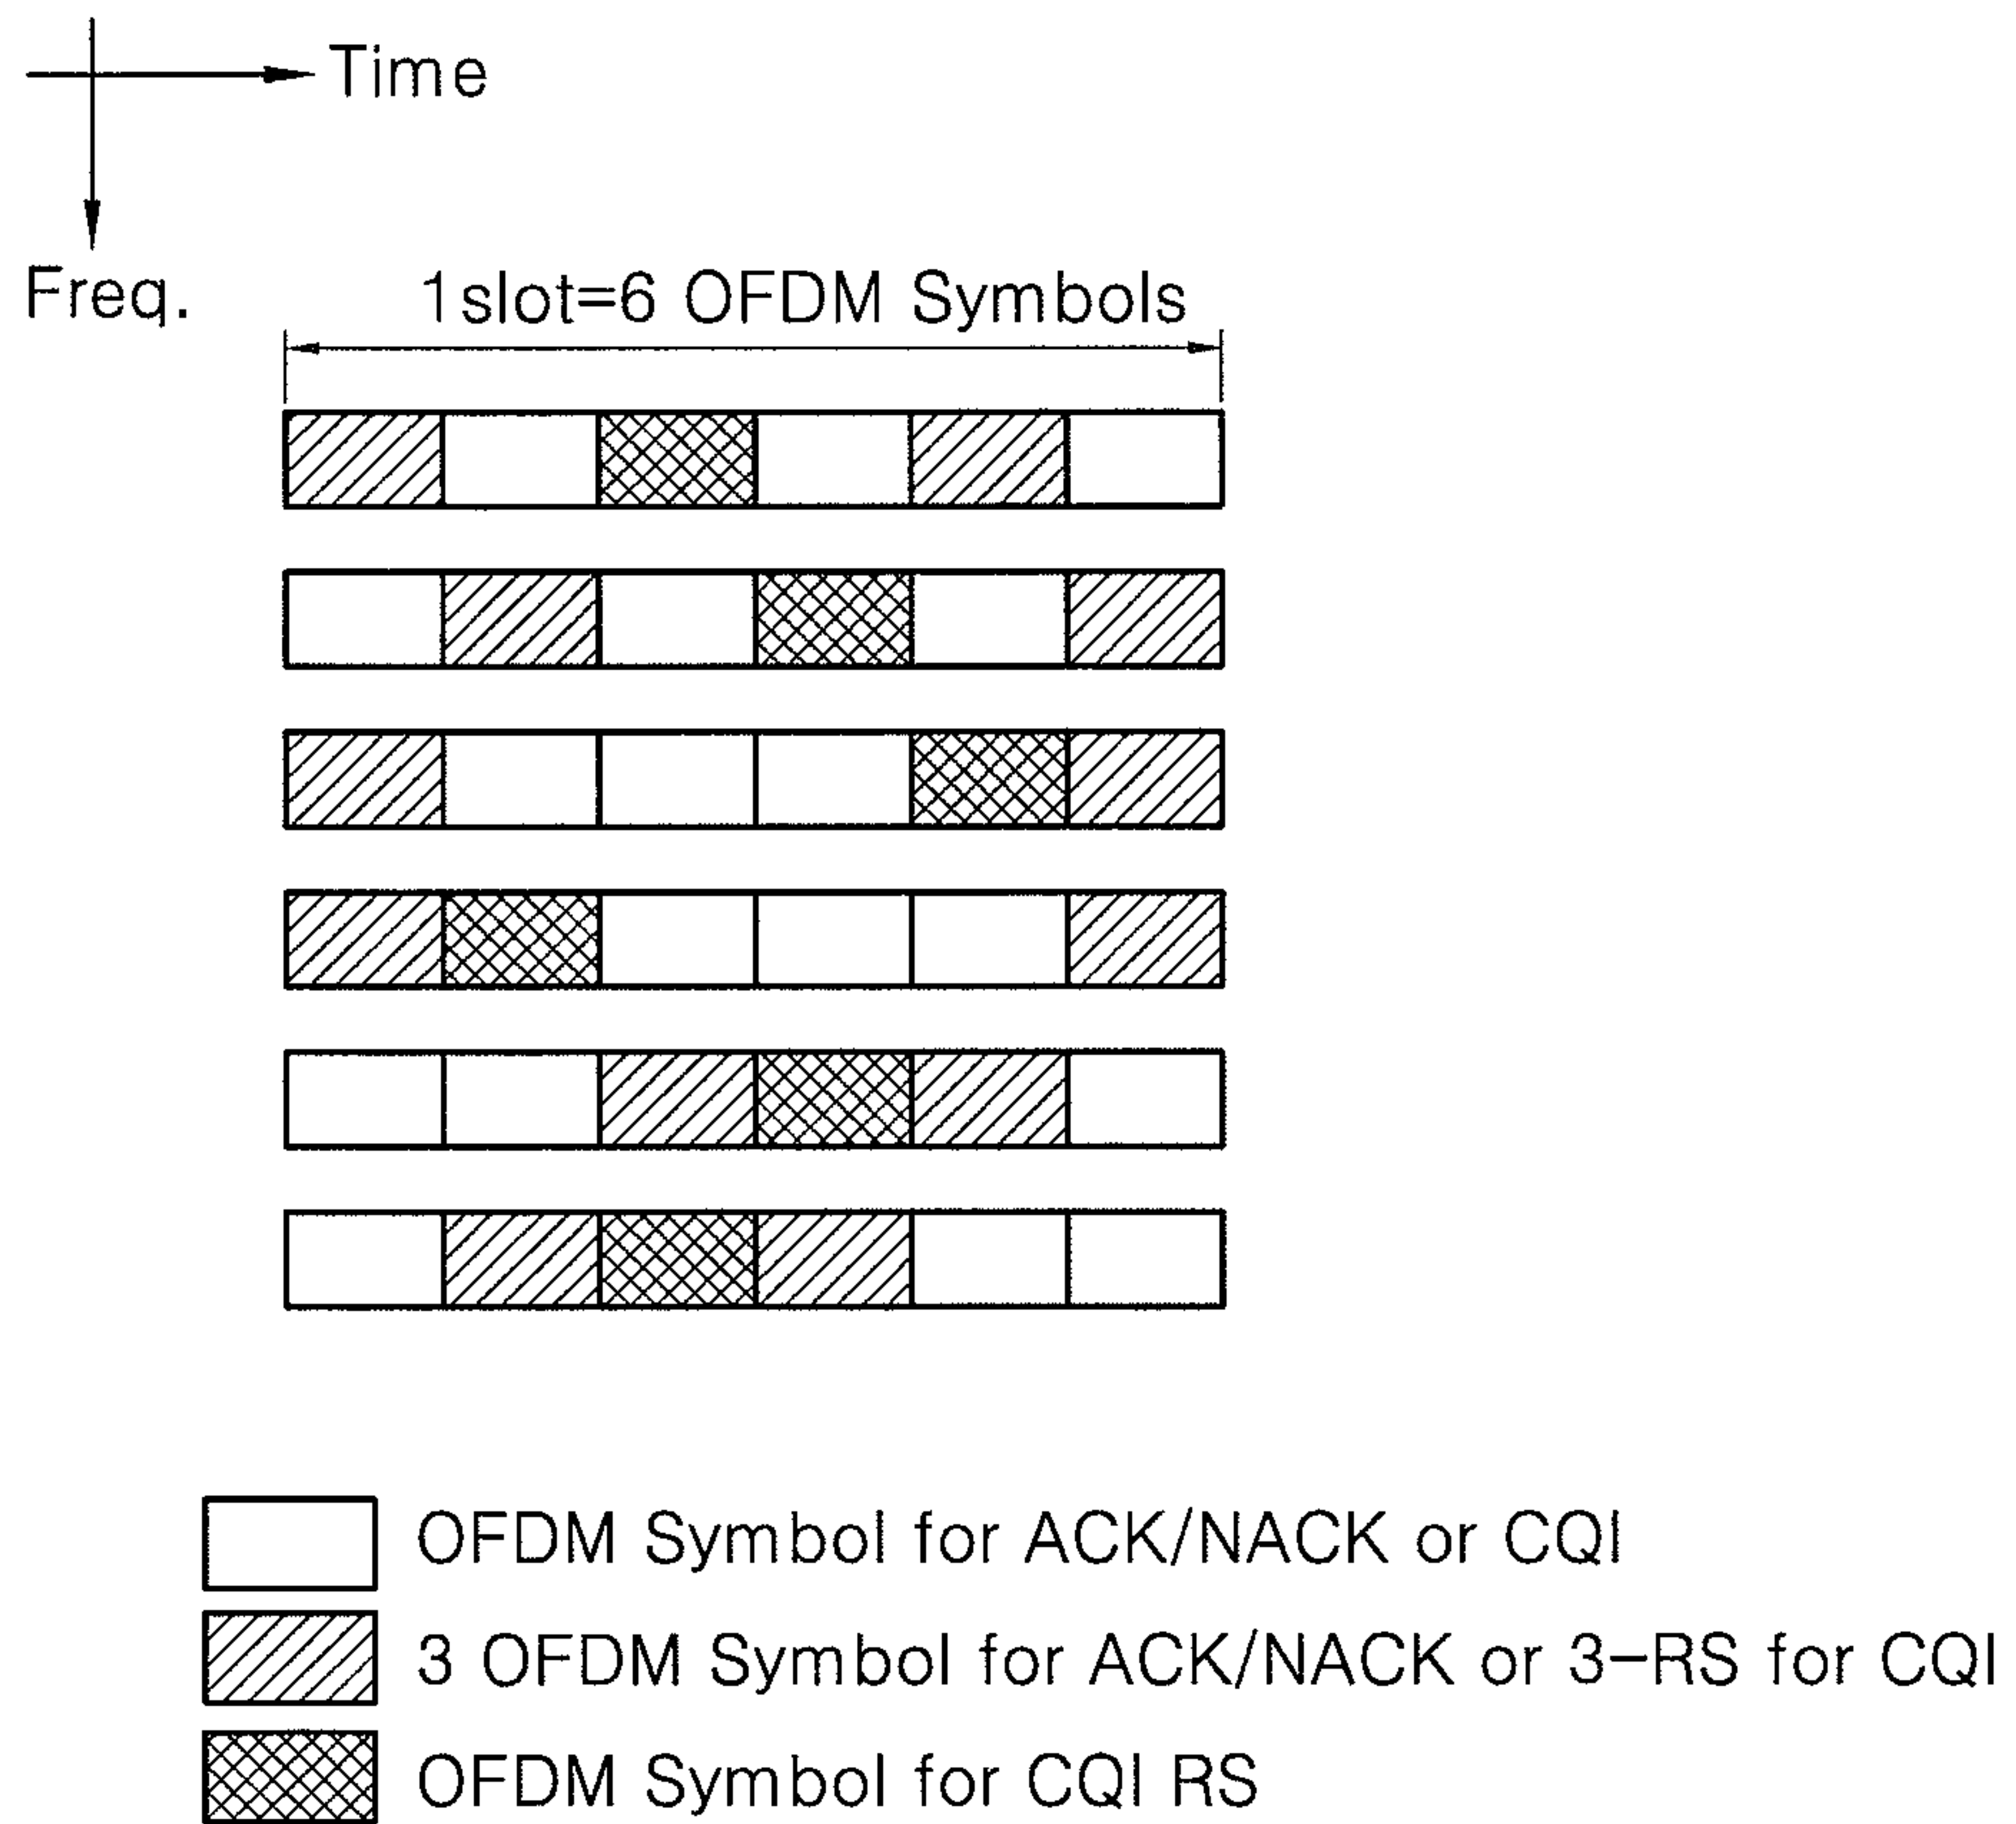 Time
Freq.
1slot=6 OFDM Symbols
OFDM Symbol for ACK/NACK or CQI
3 OFDM Symbol for ACK/NACK or 3-RS for CQI
OFDM Symbol for CQI RS